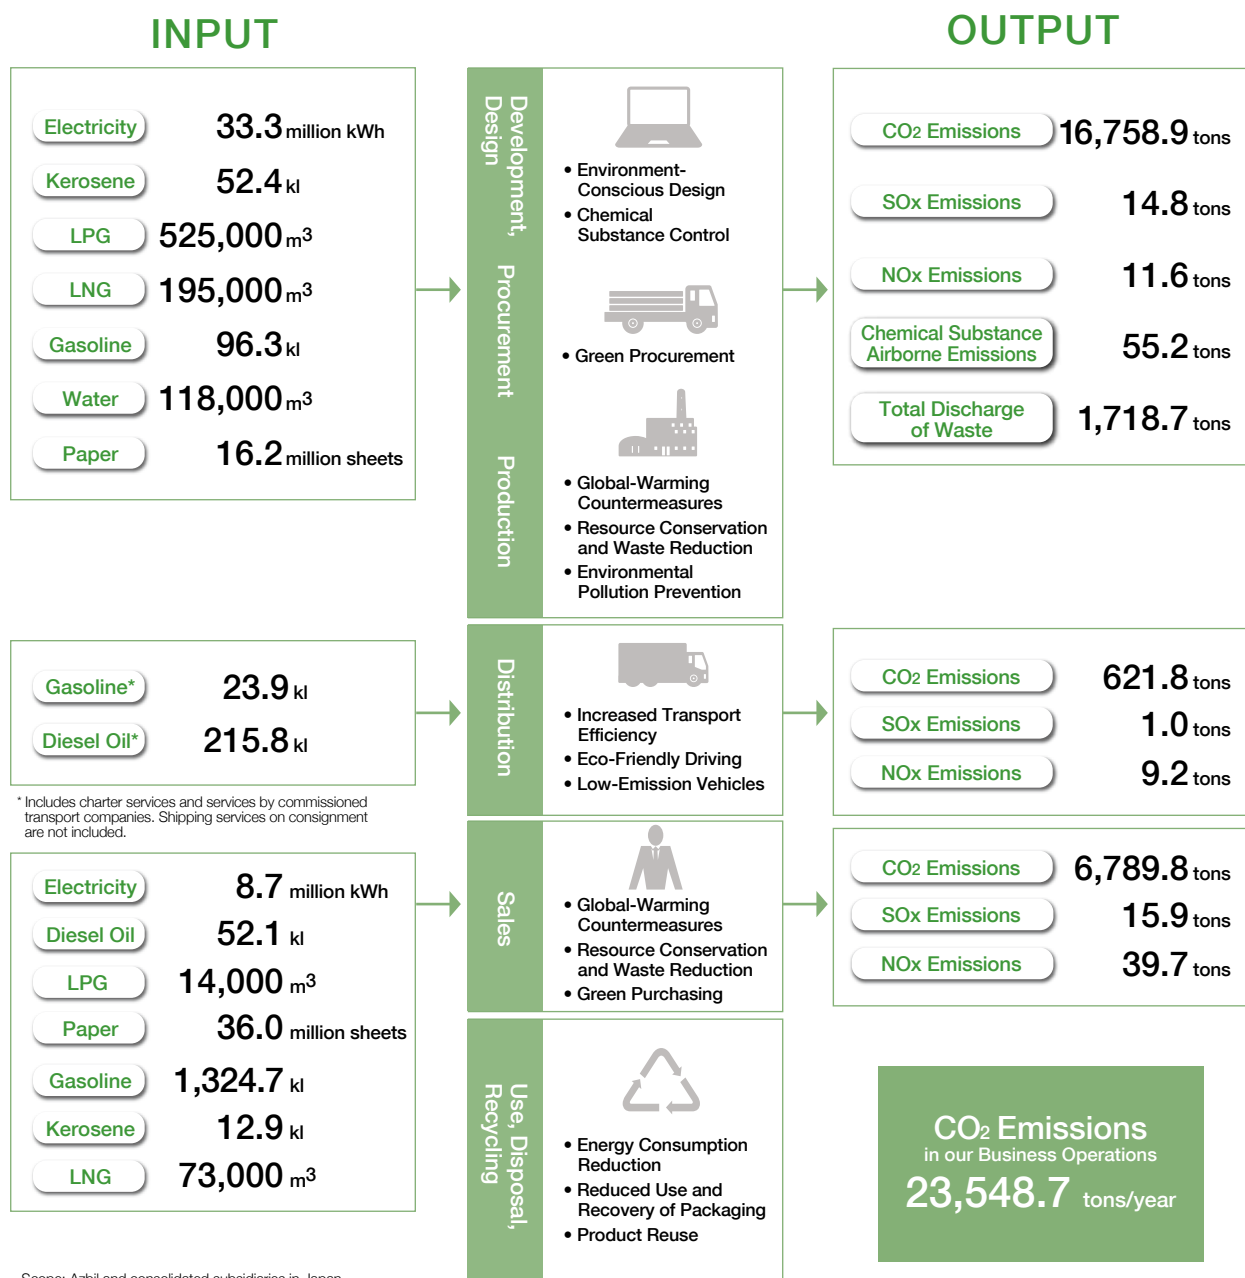 INPUT
OUTPUT
Electricity 33.3 million kWh
Kerosene 52.4 kl
LPG 525,000 m3
LNG 195,000 m3
Gasoline 96.3 kl
Water 118,000 m3
Paper 16.2 million sheets
Development,
Design
• Environment-
Conscious Design
• Chemical
Substance Control
Procurement
• Green Procurement
Production
• Global-Warming
Countermeasures
• Resource Conservation
and Waste Reduction
• Environmental
Pollution Prevention
CO2 Emissions 16,758.9 tons
SOx Emissions 14.8 tons
NOx Emissions 11.6 tons
Chemical Substance
Airborne Emissions 55.2 tons
Total Discharge
of Waste 1,718.7 tons
Gasoline* 23.9 kl
Diesel Oil* 215.8 kl
* Includes charter services and services by commissioned
transport companies. Shipping services on consignment
are not included.
Distribution
• Increased Transport
Efficiency
• Eco-Friendly Driving
• Low-Emission Vehicles
CO2 Emissions 621.8 tons
SOx Emissions 1.0 tons
NOx Emissions 9.2 tons
Electricity 8.7 million kWh
Diesel Oil 52.1 kl
LPG 14,000 m3
Paper 36.0 million sheets
Gasoline 1,324.7 kl
Kerosene 12.9 kl
LNG 73,000 m3
Sales
• Global-Warming
Countermeasures
• Resource Conservation
and Waste Reduction
• Green Purchasing
CO2 Emissions 6,789.8 tons
SOx Emissions 15.9 tons
NOx Emissions 39.7 tons
Use, Disposal,
Recycling
• Energy Consumption
Reduction
• Reduced Use and
Recovery of Packaging
• Product Reuse
CO2 Emissions
in our Business Operations
23,548.7 tons/year
Scope: Azbil and consolidated subsidiaries in Japan